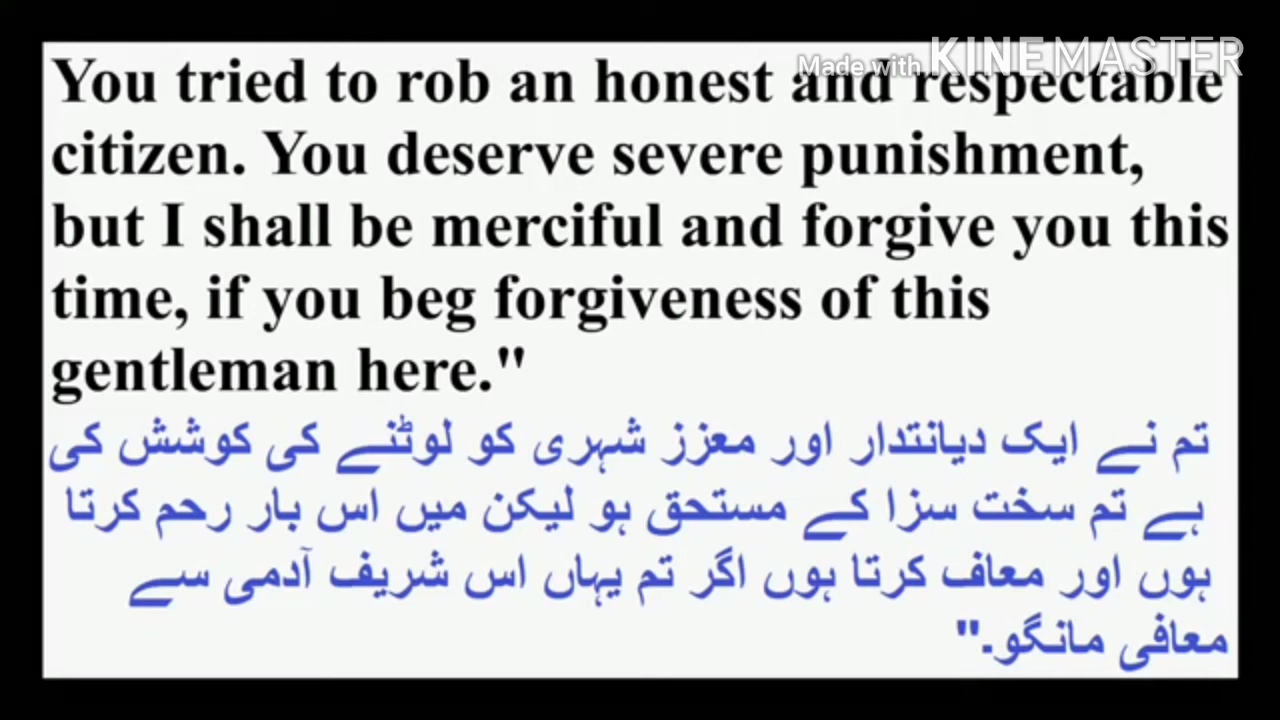 Made with KINEMASTER
You tried to rob an honest and respectable
citizen. You deserve severe punishment,
but I shall be merciful and forgive you this
time, if you beg forgiveness of this
gentleman here."
تم نے ایک دیانتدار اور معزز شہری کو لوٹنے کی کوشش کی
ہے تم سخت سزا کے مستحق ہو لیکن میں اس بار رحم کرتا
ہوں اور معاف کرتا ہوں اگر تم یہاں اس شریف آدمی سے
معافی مانگو۔"